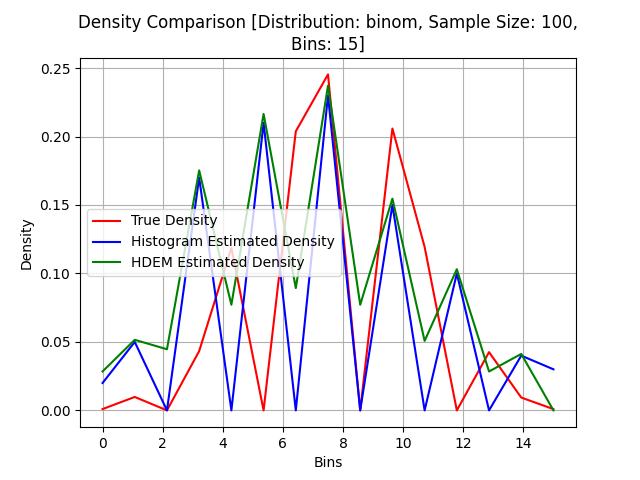 Density Comparison [Distribution: binom, Sample Size: 100,
Bins: 15]
0.25
0.20
0.15
0.10
0.05
0.00
Density
True Density
Histogram Estimated Density
HDEM Estimated Density
0 2 4 6 8 10 12 14
Bins